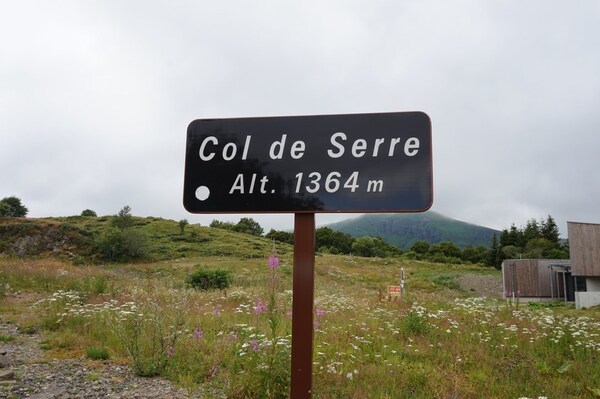 Col de Serre
Alt. 1364 m